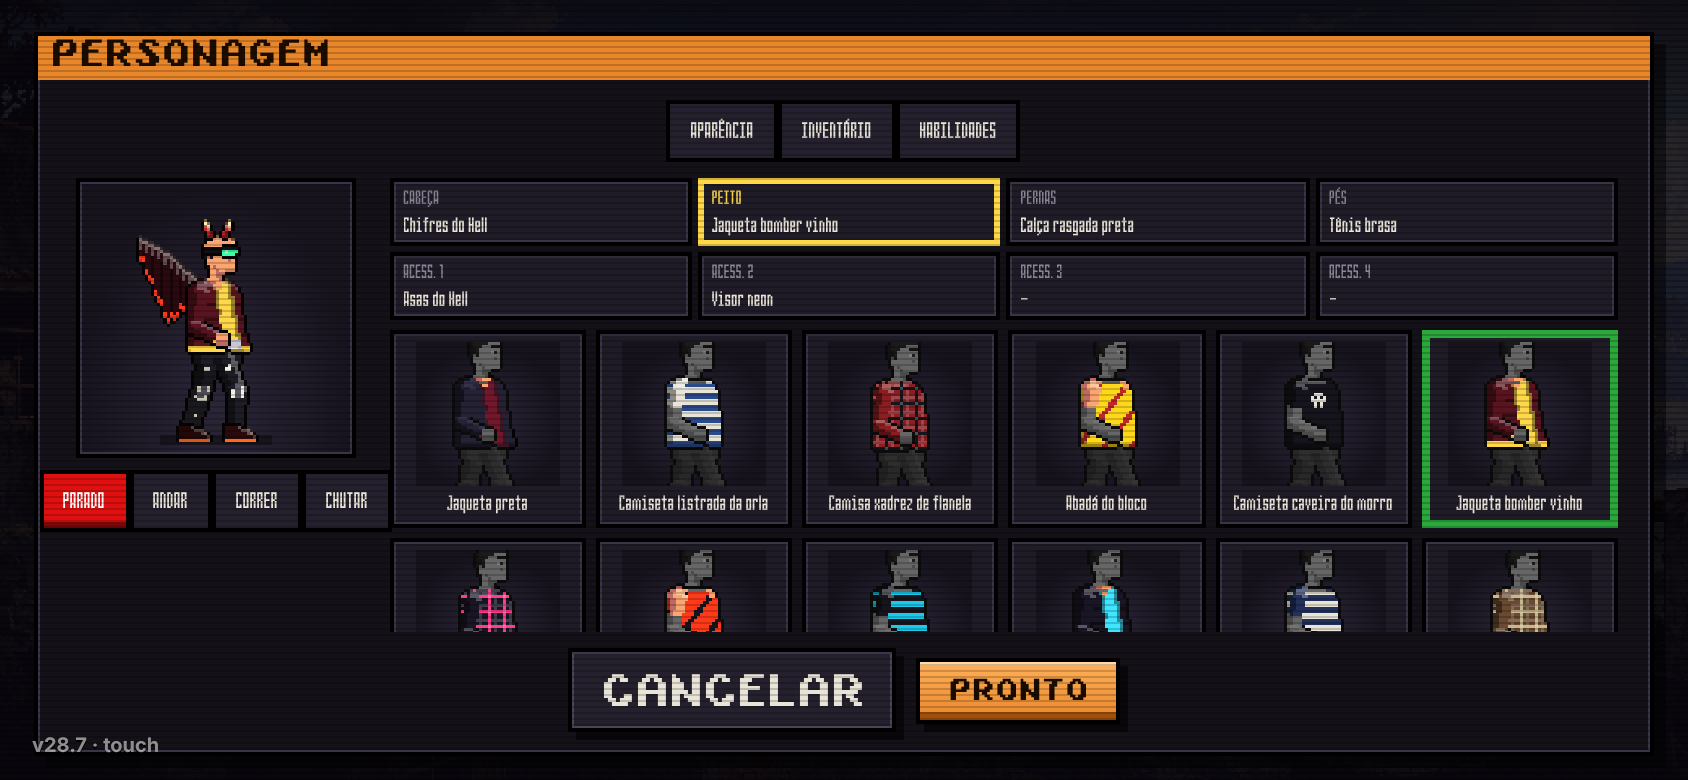 PERSONAGEM
APARÊNCIA INVENTÁRIO HABILIDADES
CABEÇA PEITO PERNAS PÉS
Chifres do Hell Jaqueta bomber vinho Calça rasgada preta Tênis brasa
ACESS. 1 ACESS. 2 ACESS. 3 ACESS. 4
Asas do Hell Visor neon – –
PARADO ANDAR CORRER CHUTAR
Jaqueta preta Camiseta listrada da orla Camisa xadrez de flanela Abadá do bloco Camiseta caveira do morro Jaqueta bomber vinho
CANCELAR PRONTO
v28.7 · touch